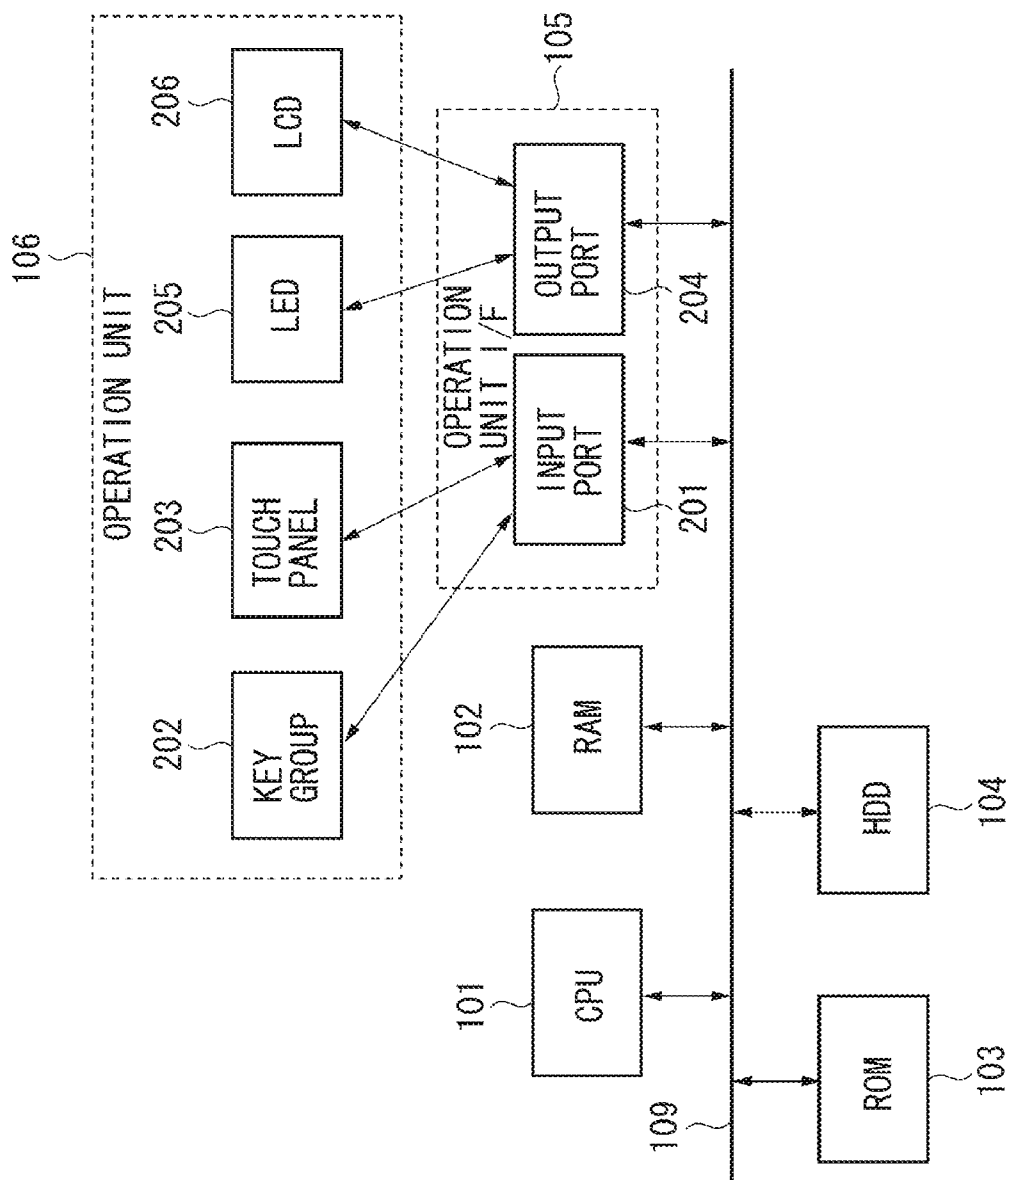 106
OPERATION UNIT
202
KEY
GROUP
203
TOUCH
PANEL
205
LED
206
LCD
105
OPERATION
UNIT I/F
INPUT
PORT
201
OUTPUT
PORT
204
101
CPU
102
RAM
109
ROM
103
HDD
104